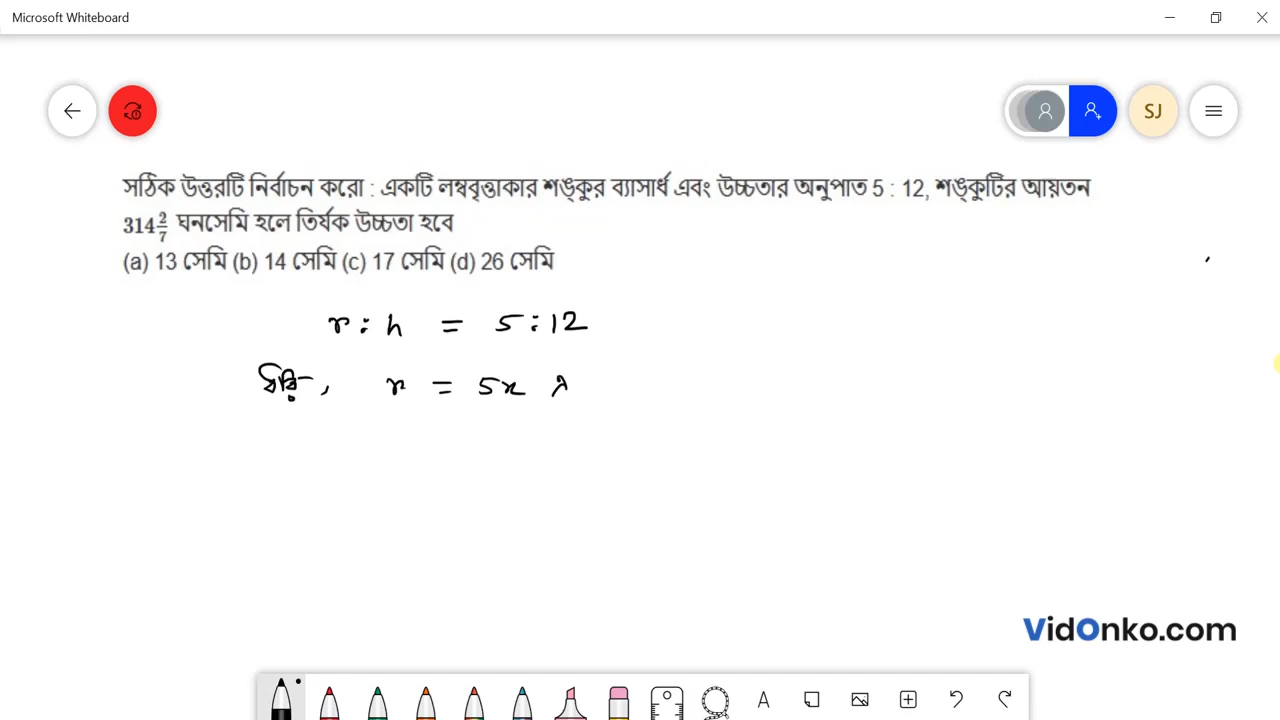 Microsoft Whiteboard
SJ
সঠিক উত্তরটি নির্বাচন করো : একটি লম্ববৃত্তাকার শঙ্কুর ব্যাসার্ধ এবং উচ্চতার অনুপাত 5 : 12, শঙ্কুটির আয়তন
314 2/7 ঘনসেমি হলে তির্যক উচ্চতা হবে
(a) 13 সেমি (b) 14 সেমি (c) 17 সেমি (d) 26 সেমি
r : h = 5 : 12
ধরি, r = 5x
VidOnko.com
A